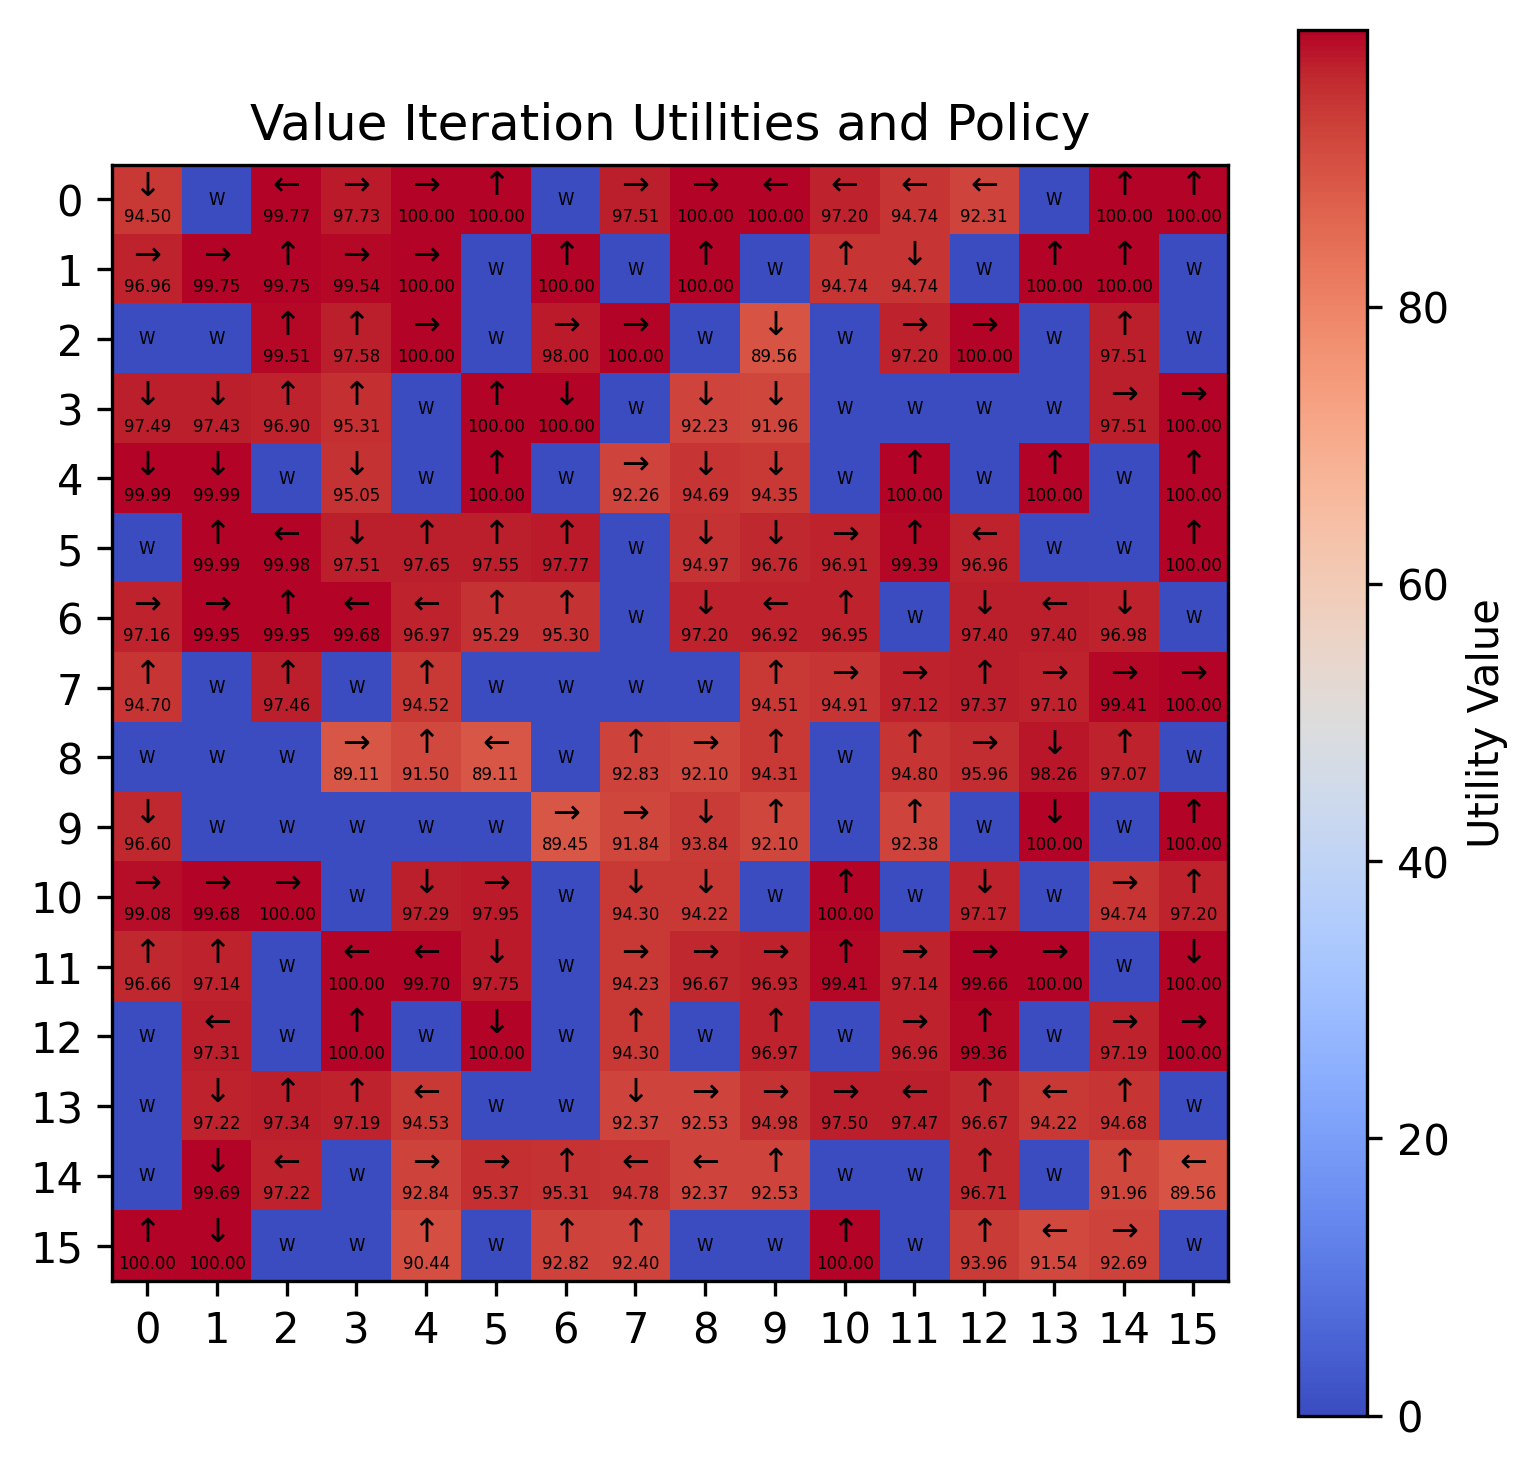 Value Iteration Utilities and Policy
0 ↓ W ← → → ↑ W → → ← ← ← ← W ↑ ↑
94.50 99.77 97.73 100.00 100.00 97.51 100.00 100.00 97.20 94.74 92.31 100.00 100.00
1 → → ↑ → → W ↑ W ↑ W ↑ ↓ W ↑ ↑ W
96.96 99.75 99.75 99.54 100.00 100.00 100.00 94.74 94.74 100.00 100.00
2 W W ↑ ↑ → W → → W ↓ W → → W ↑ W
99.51 97.58 100.00 98.00 100.00 89.56 97.20 100.00 97.51
3 ↓ ↓ ↑ ↑ W ↑ ↓ W ↓ ↓ W W W W → →
97.49 97.43 96.90 95.31 100.00 100.00 92.23 91.96 97.51 100.00
4 ↓ ↓ W ↓ W ↑ W → ↓ ↓ W ↑ W ↑ W ↑
99.99 99.99 95.05 100.00 92.26 94.69 94.35 100.00 100.00 100.00
5 W ↑ ← ↓ ↑ ↑ ↑ W ↓ ↓ → ↑ ← W W ↑
99.99 99.98 97.51 97.65 97.55 97.77 94.97 96.76 96.91 99.39 96.96 100.00
6 → → ↑ ← ← ↑ ↑ W ↓ ← ↑ W ↓ ← ↓ W
97.16 99.95 99.95 99.68 96.97 95.29 95.30 97.20 96.92 96.95 97.40 97.40 96.98
7 ↑ W ↑ W ↑ W W W W ↑ → → ↑ → → →
94.70 97.46 94.52 94.51 94.91 97.12 97.37 97.10 99.41 100.00
8 W W W → ↑ ← W ↑ → ↑ W ↑ → ↓ ↑ W
89.11 91.50 89.11 92.83 92.10 94.31 94.80 95.96 98.26 97.07
9 ↓ W W W W W → → ↓ ↑ W ↑ W ↓ W ↑
96.60 89.45 91.84 93.84 92.10 92.38 100.00 100.00
10 → → → W ↓ → W ↓ ↓ W ↑ W ↓ W → ↑
99.08 99.68 100.00 97.29 97.95 94.30 94.22 100.00 97.17 94.74 97.20
11 ↑ ↑ W ← ← ↓ W → → → ↑ → → → W ↓
96.66 97.14 100.00 99.70 97.75 94.23 96.67 96.93 99.41 97.14 99.66 100.00 100.00
12 W ← W ↑ W ↓ W ↑ W ↑ W → ↑ W → →
97.31 100.00 100.00 94.30 96.97 96.96 99.36 97.19 100.00
13 W ↓ ↑ ↑ ← W W ↓ → → → ← ↑ ← ↑ W
97.22 97.34 97.19 94.53 92.37 92.53 94.98 97.50 97.47 96.67 94.22 94.68
14 W ↓ ← W → → ↑ ← ← ↑ W W ↑ W ↑ ←
99.69 97.22 92.84 95.37 95.31 94.78 92.37 92.53 96.71 91.96 89.56
15 ↑ ↓ W W ↑ W ↑ ↑ W W ↑ W ↑ ← → W
100.00 100.00 90.44 92.82 92.40 100.00 93.96 91.54 92.69
0 1 2 3 4 5 6 7 8 9 10 11 12 13 14 15
80
60
40
20
0
Utility Value